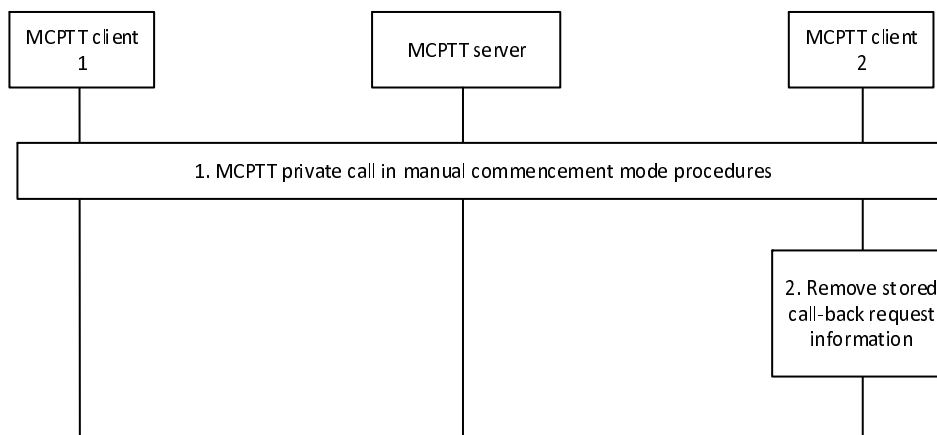 MCPTT client
1
MCPTT server
MCPTT client
2
1. MCPTT private call in manual commencement mode procedures
2. Remove stored
call-back request
information